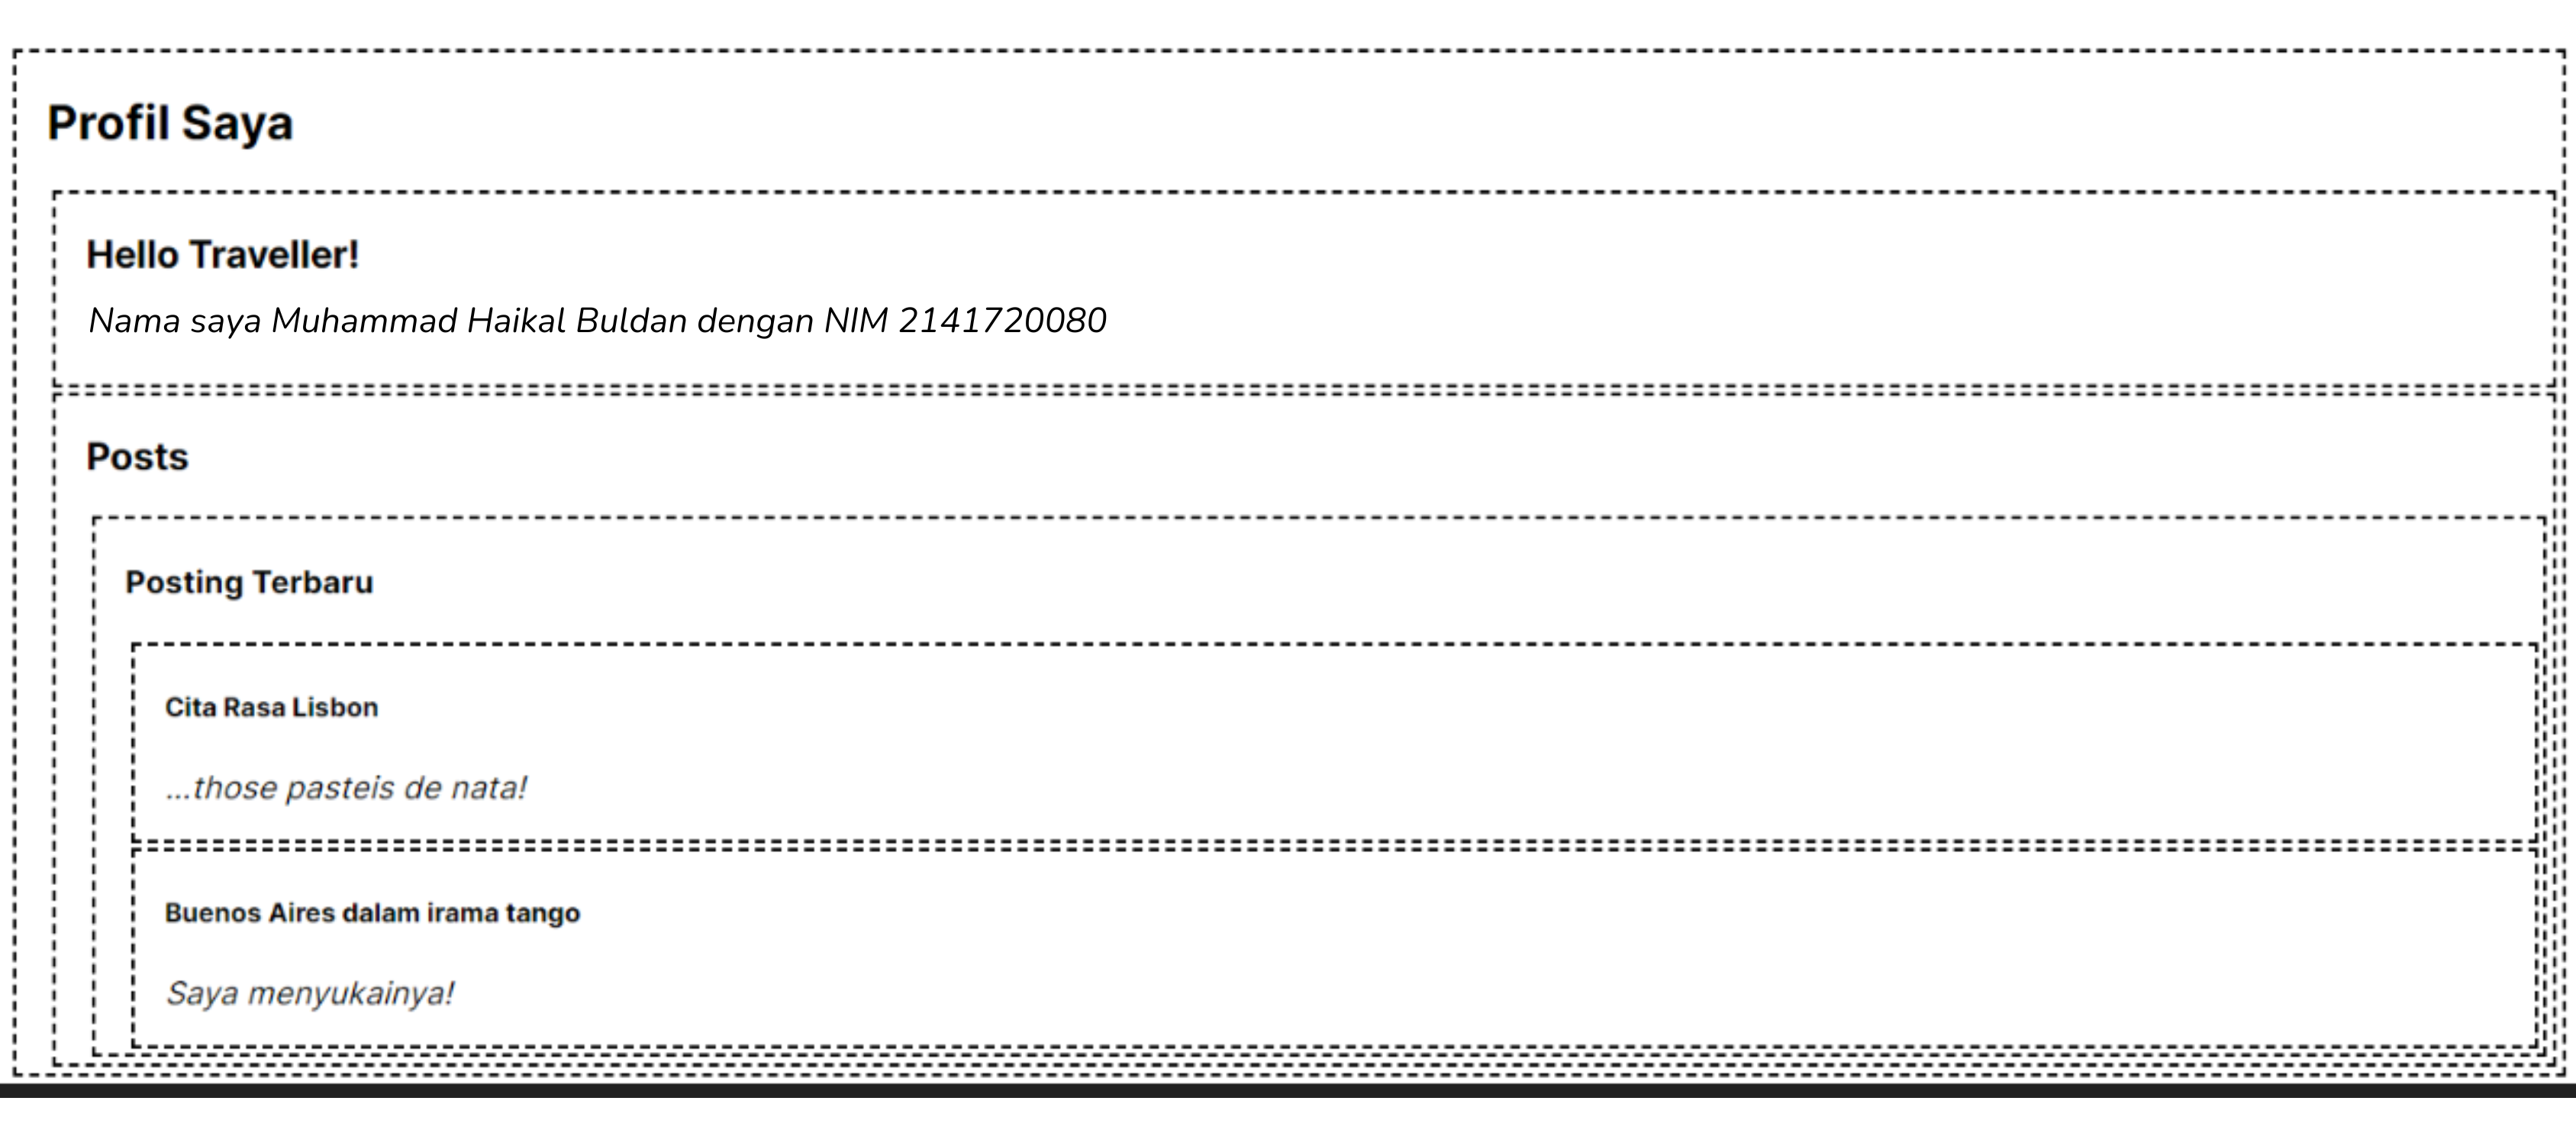 Profil Saya
Hello Traveller!
Nama saya Muhammad Haikal Buldan dengan NIM 2141720080
Posts
Posting Terbaru
Cita Rasa Lisbon
...those pasteis de nata!
Buenos Aires dalam irama tango
Saya menyukainya!